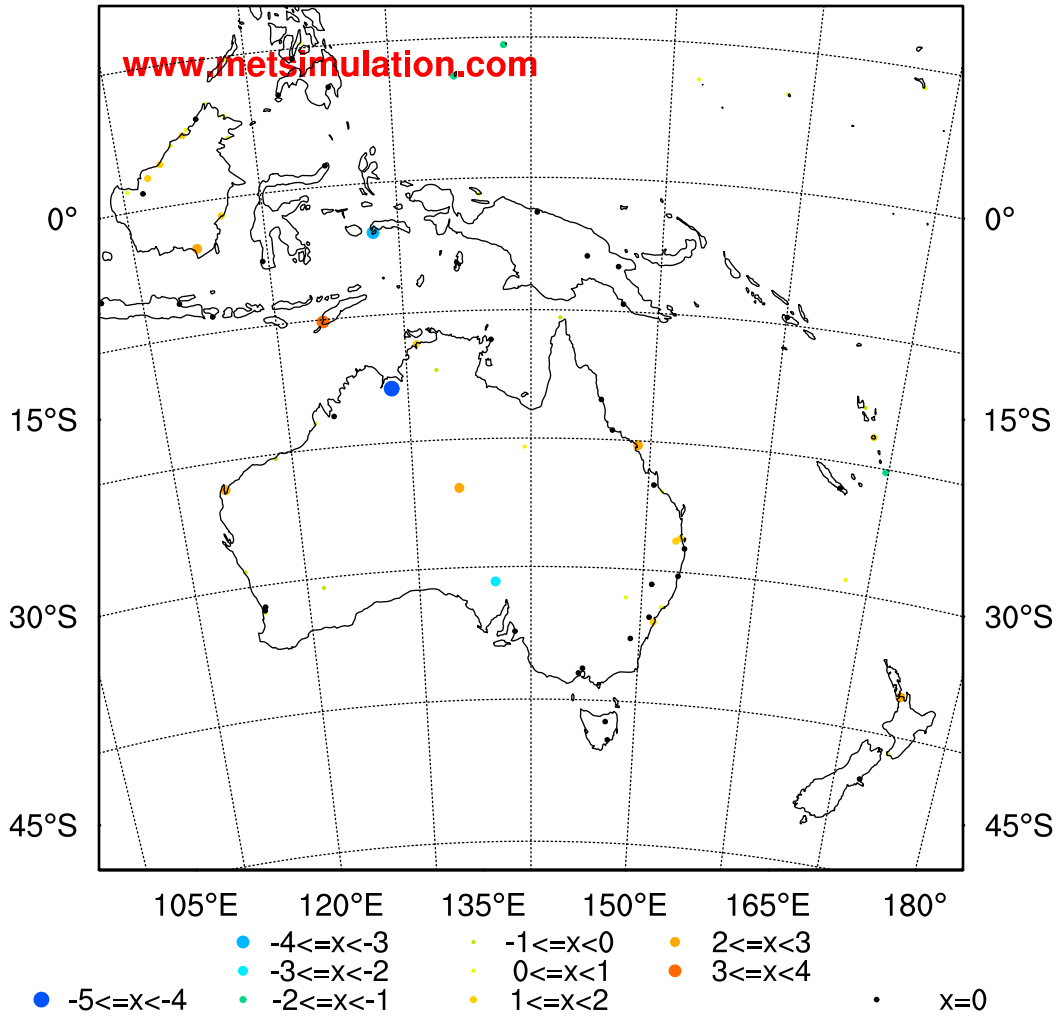 www.metsimulation.com
0° 0°
15°S 15°S
30°S 30°S
45°S 45°S
105°E 120°E 135°E 150°E 165°E 180°
-4<=x<-3 -1<=x<0 2<=x<3
-3<=x<-2 0<=x<1 3<=x<4
-5<=x<-4 -2<=x<-1 1<=x<2 x=0